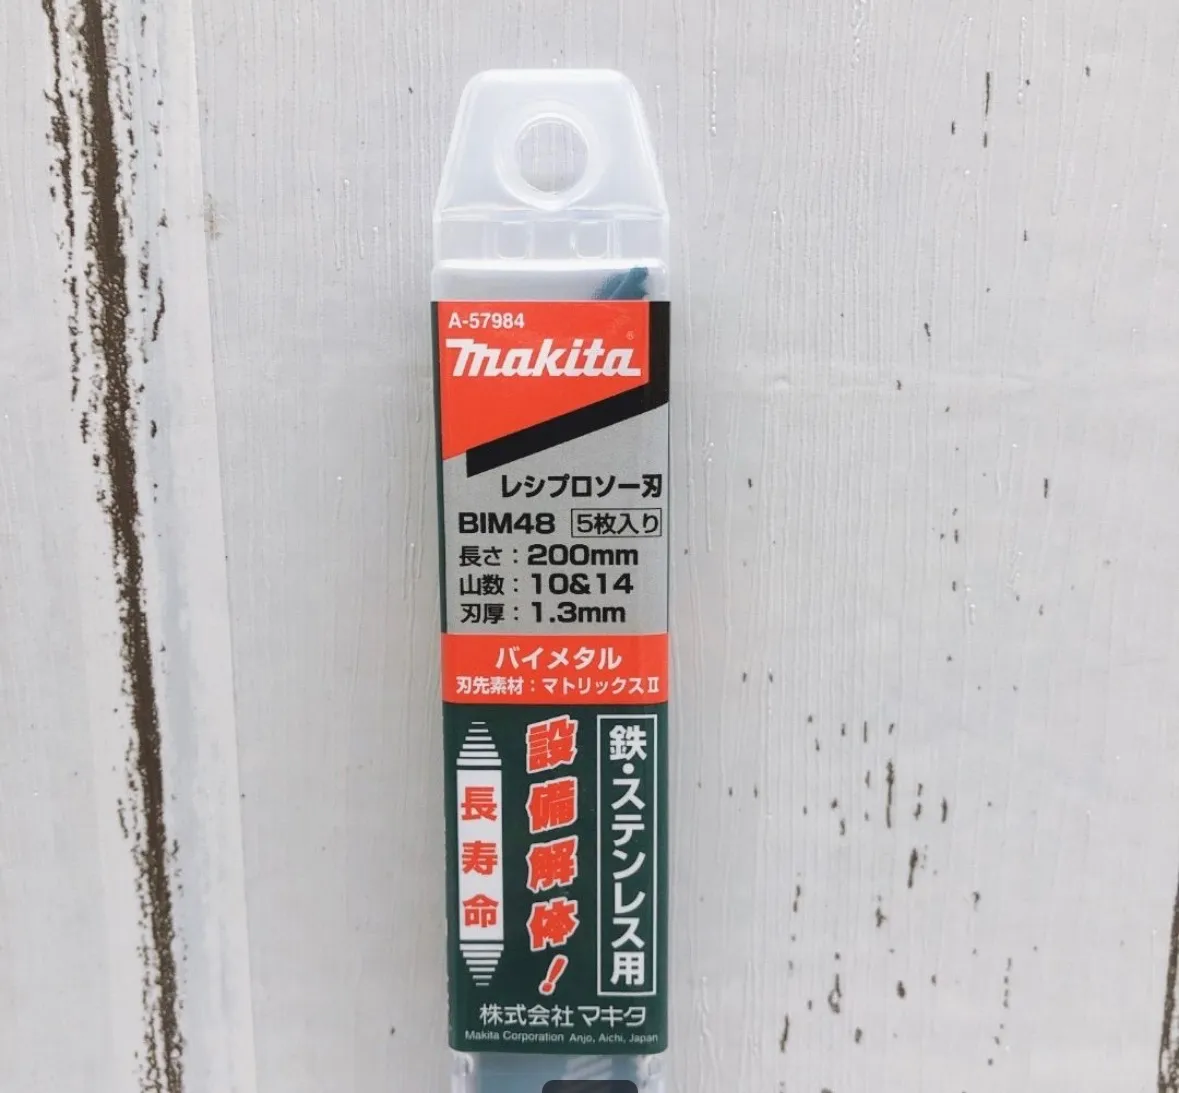 A-57984
makita®
レシプロソー刃
BIM48 5枚入り
長さ：200mm
山数：10&14
刃厚：1.3mm
バイメタル
刃先素材：マトリックスⅡ
鉄・ステンレス用
設備解体！
長寿命
株式会社マキタ
Makita Corporation Anjo, Aichi, Japan